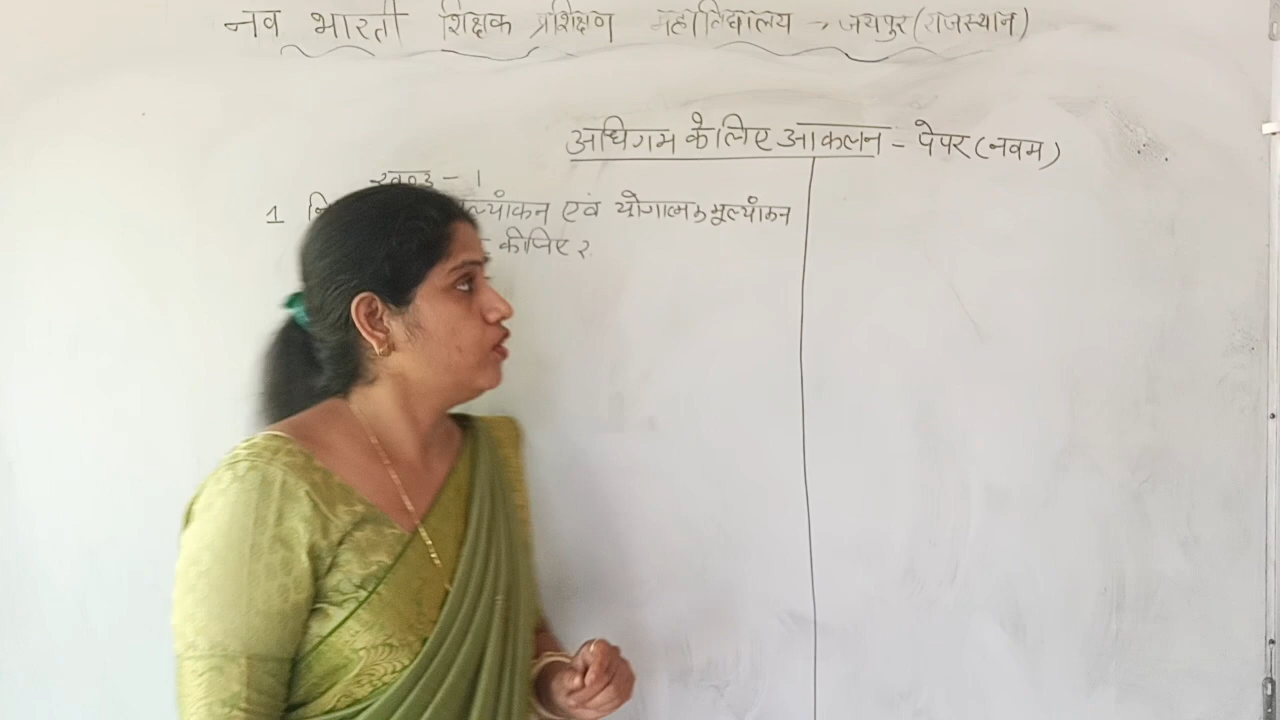 नव भारती शिक्षक प्रशिक्षण महाविद्यालय → जयपुर (राजस्थान)
अधिगम के लिए आकलन - पेपर (नवम)
खण्ड - 1
1 ल्यांकन एवं योगात्मक मूल्यांकन
कीजिए?